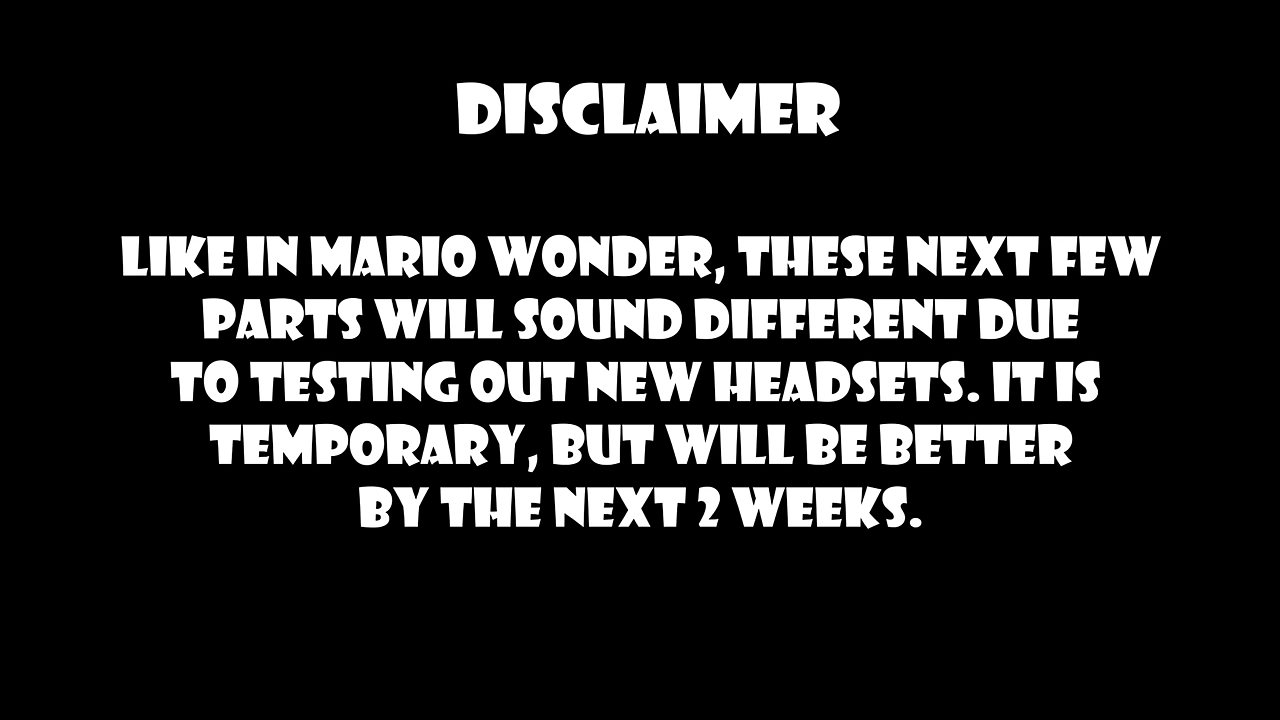 DISCLAIMER
LIKE IN MARIO WONDER, THESE NEXT FEW
PARTS WILL SOUND DIFFERENT DUE
TO TESTING OUT NEW HEADSETS. IT IS
TEMPORARY, BUT WILL BE BETTER
BY THE NEXT 2 WEEKS.